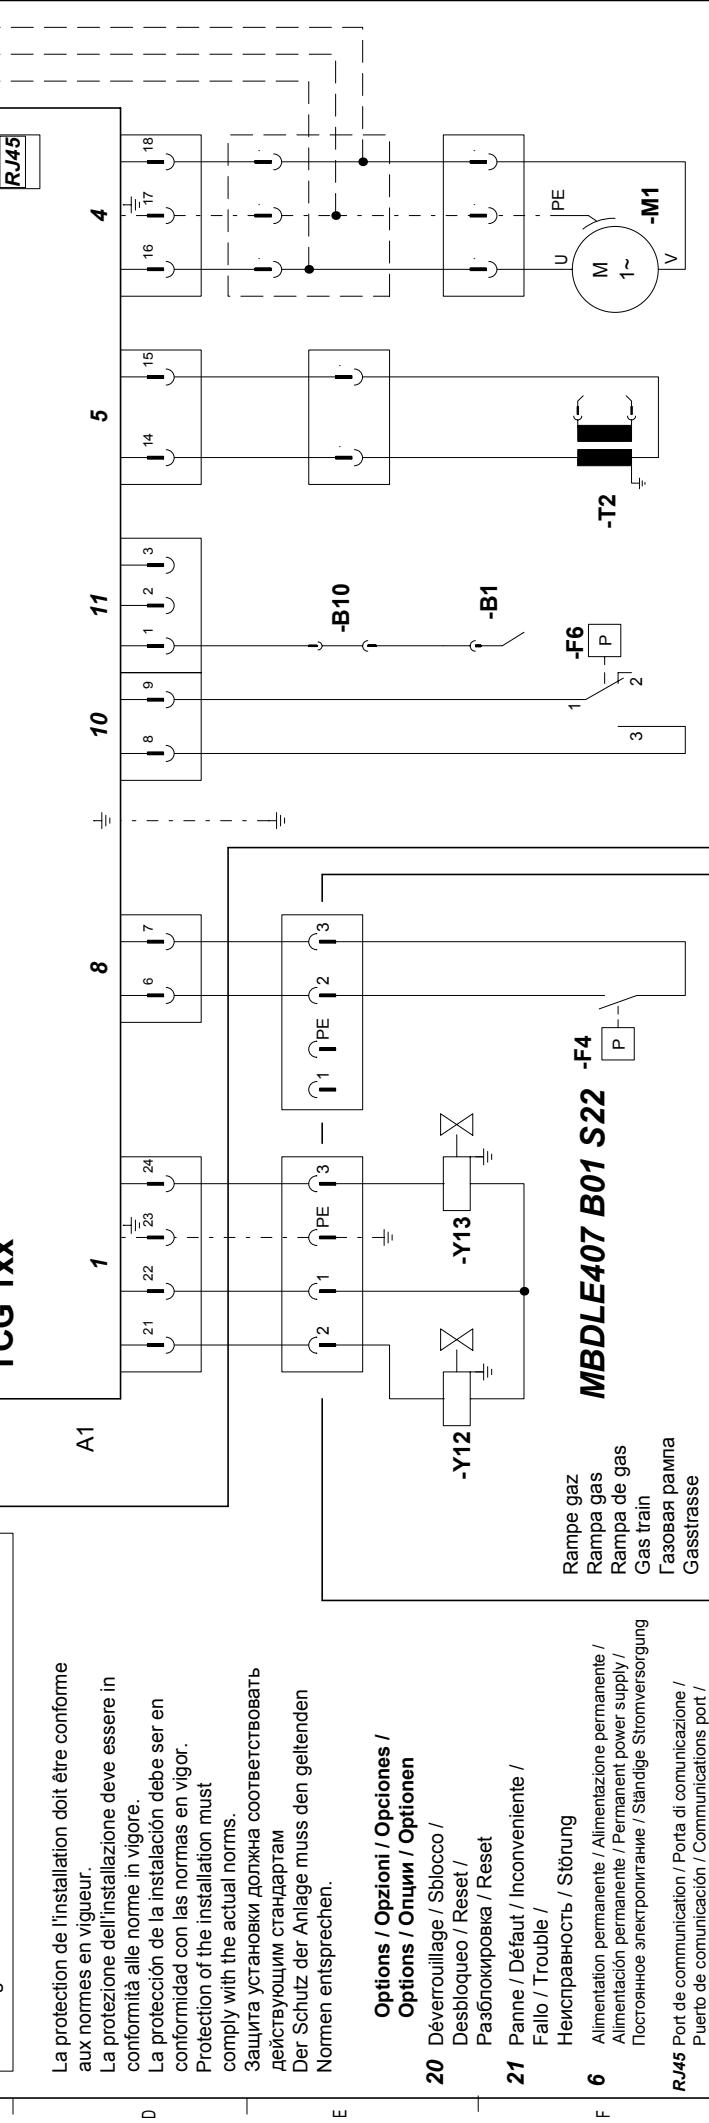 La protection de l'installation doit être conforme
aux normes en vigueur.
La protezione dell'installazione deve essere in
conformità alle norme in vigore.
La protección de la instalación debe ser en
conformidad con las normas en vigor.
Protection of the installation must
comply with the actual norms.
Защита установки должна соответствовать
действующим стандартам
Der Schutz der Anlage muss den geltenden
Normen entsprechen.
Options / Opzioni / Opciones /
Options / Опции / Optionen
20 Déverrouillage / Sblocco /
Desbloqueo / Reset /
Разблокировка / Reset
21 Panne / Défaut / Inconveniente /
Fallo / Trouble /
Неисправность / Störung
6 Alimentation permanente / Alimentazione permanente /
Alimentación permanente / Permanent power supply /
Постоянное электропитание / Ständige Stromversorgung
RJ45 Port de communication / Porta di comunicazione /
Puerto de comunicación / Communications port /
D
E
F
A1
TCG 1xx
RJ45
1
8
10
11
5
4
21
22
23
24
6
7
8
9
1
2
3
14
15
16
17
18
2
1
PE
3
1
PE
2
3
-Y12
-Y13
-F4
P
-F6
P
1
2
3
-B10
-B1
-T2
U
M
1~
V
PE
-M1
MBDLE407 B01 S22
Rampe gaz
Rampa gas
Rampa de gas
Gas train
Газовая рампа
Gasstrasse